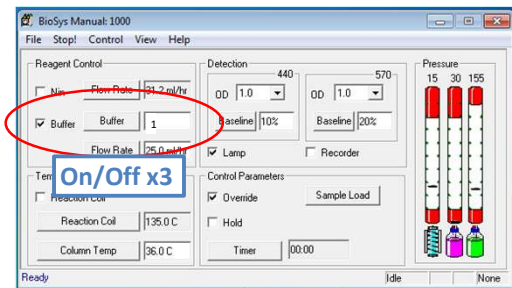 BioSys Manual: 1000
File Stop! Control View Help
Reagent Control
Nin Flow Rate 31.2 ml/hr
Buffer Buffer 1
Flow Rate 25.0 ml/hr
On/Off x3
Reaction Coil
Reaction Coil 135.0 C
Column Temp 36.0 C
Detection
440 570
OD 1.0 OD 1.0
Baseline 10% Baseline 20%
Lamp Recorder
Control Parameters
Override Sample Load
Hold
Timer 00:00
Pressure
15 30 155
Ready Idle None